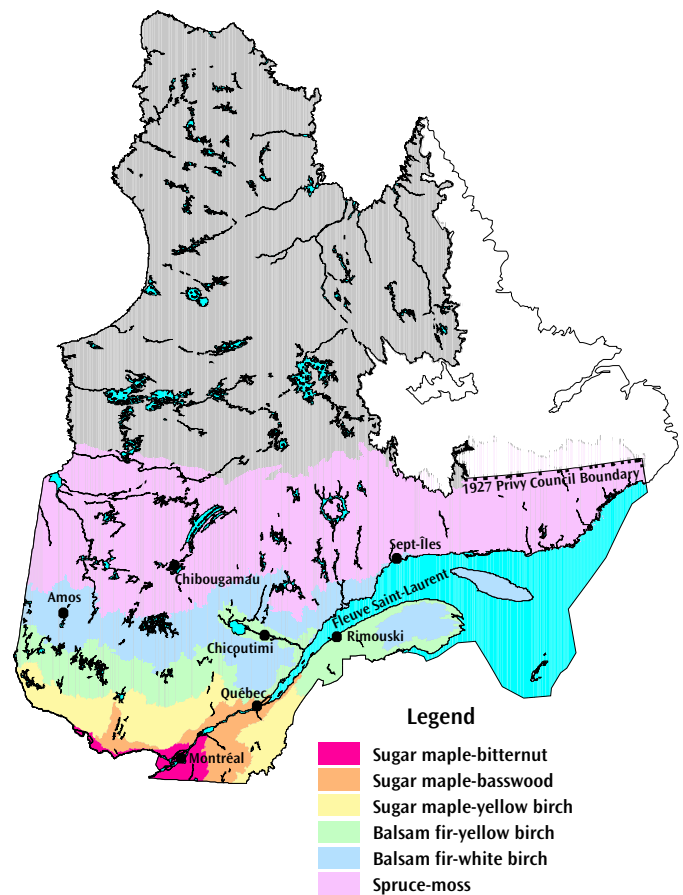 1927 Privy Council Boundary
Sept-Îles
Chibougamau
Amos
Fleuve Saint-Laurent
Chicoutimi
Rimouski
Québec
Montréal
Legend
Sugar maple-bitternut
Sugar maple-basswood
Sugar maple-yellow birch
Balsam fir-yellow birch
Balsam fir-white birch
Spruce-moss